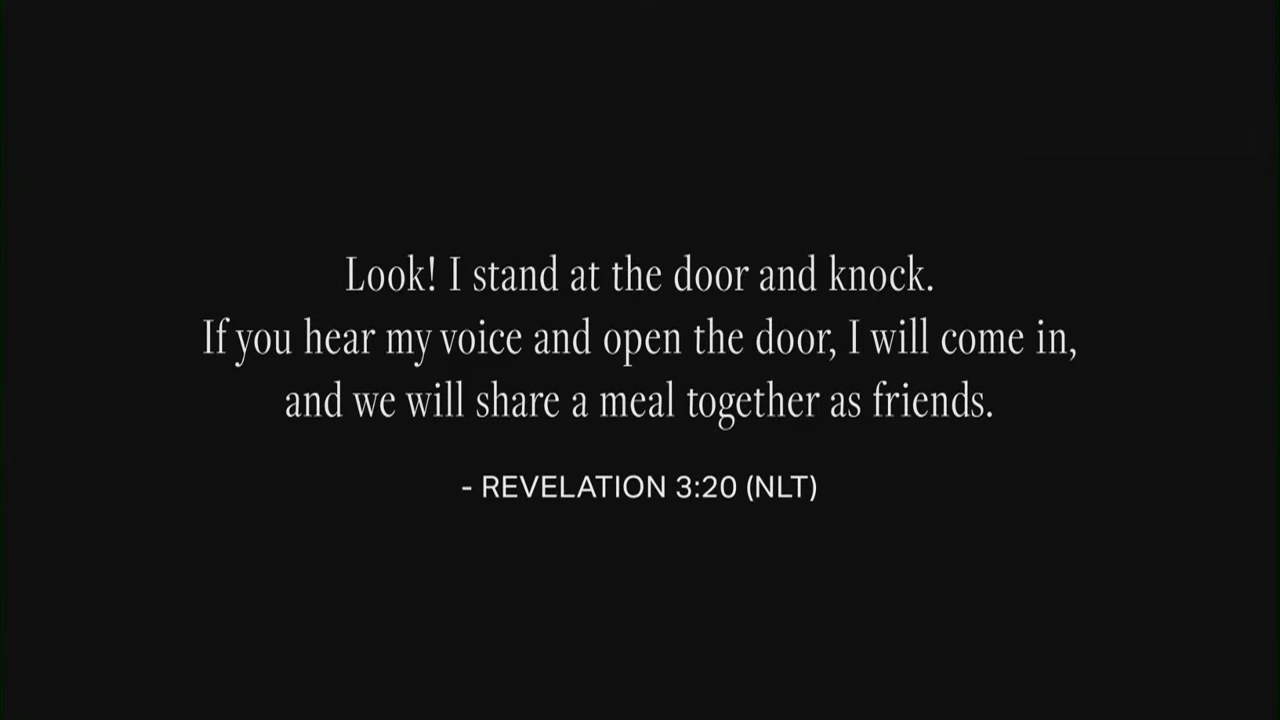 Look! I stand at the door and knock.
If you hear my voice and open the door, I will come in,
and we will share a meal together as friends.
- REVELATION 3:20 (NLT)